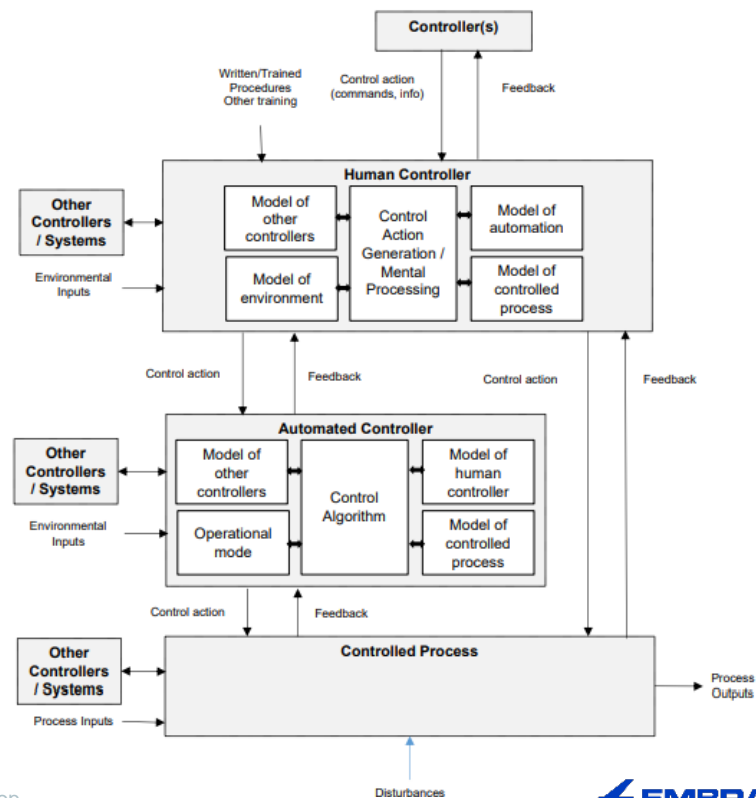 Controller(s)
Written/Trained
Procedures
Other training
Control action
(commands, info)
Feedback
Human Controller
Other
Controllers
/ Systems
Environmental
Inputs
Model of
other
controllers
Model of
environment
Control
Action
Generation /
Mental
Processing
Model of
automation
Model of
controlled
process
Control action
Feedback
Control action
Feedback
Automated Controller
Other
Controllers
/ Systems
Environmental
Inputs
Model of
other
controllers
Operational
mode
Control
Algorithm
Model of
human
controller
Model of
controlled
process
Control action
Feedback
Controlled Process
Other
Controllers
/ Systems
Process Inputs
Process
Outputs
Disturbances